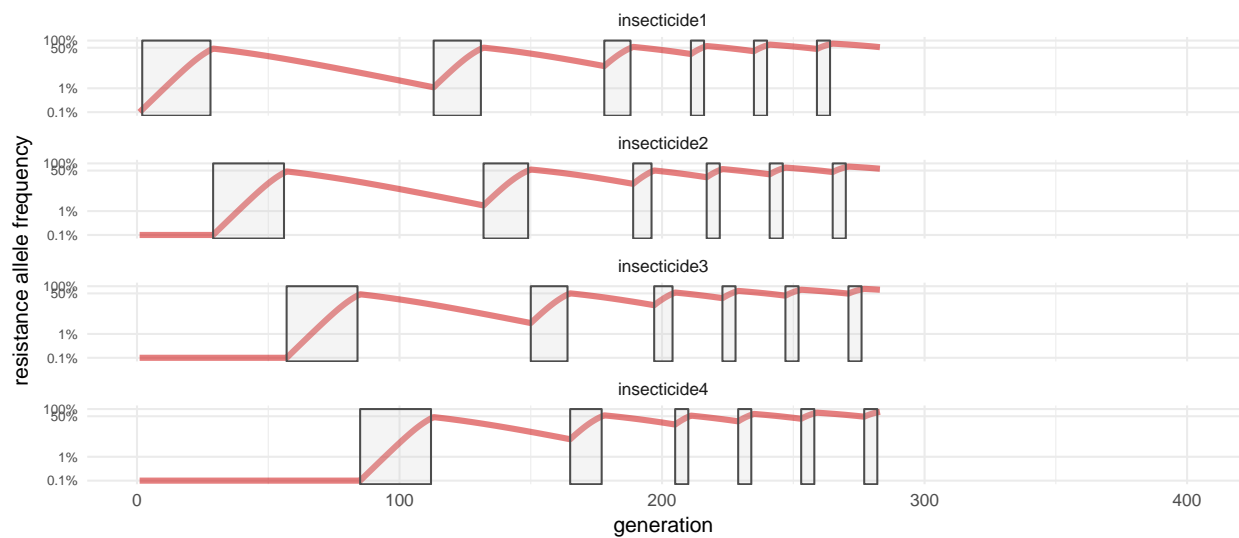 insecticide1
100%
50%
1%
0.1%
insecticide2
100%
50%
1%
0.1%
insecticide3
100%
50%
1%
0.1%
insecticide4
100%
50%
1%
0.1%
resistance allele frequency
0 100 200 300 400
generation